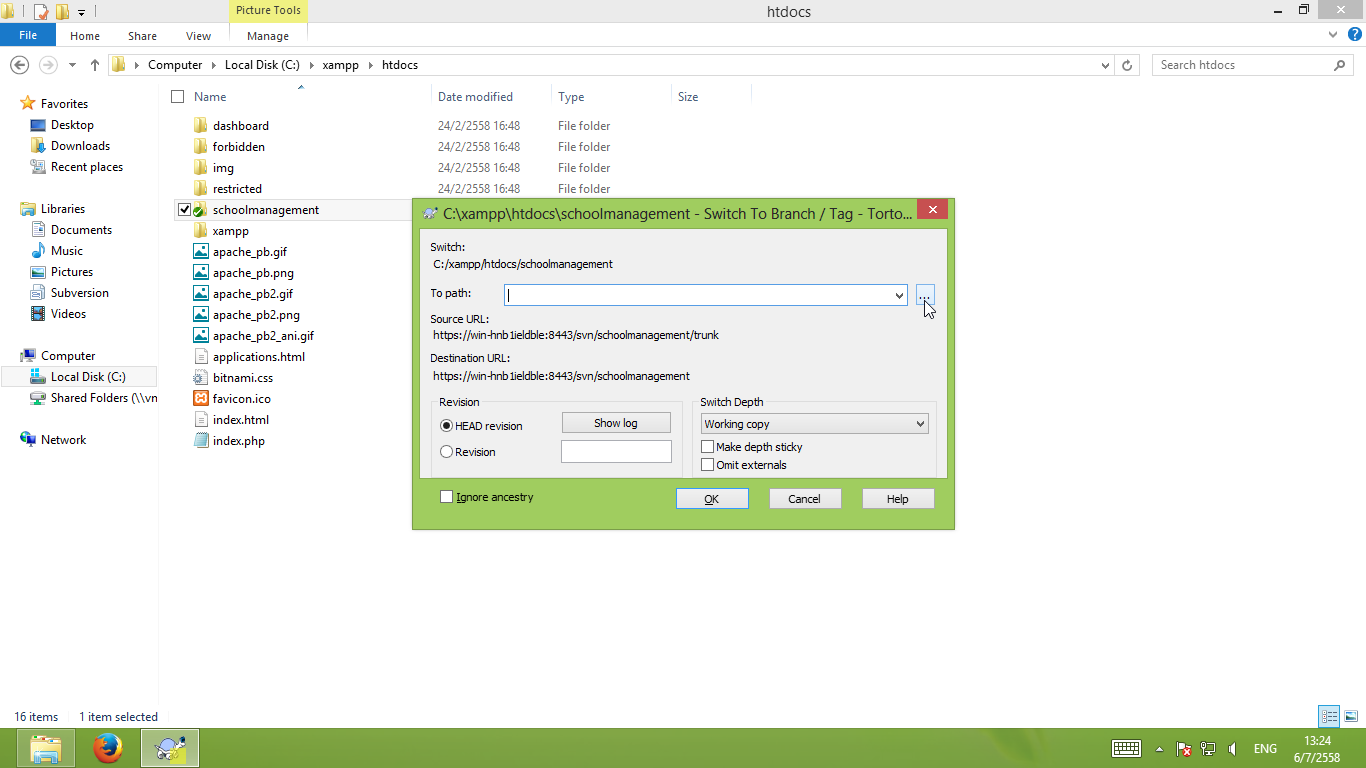 Picture Tools
htdocs
File
Home
Share
View
Manage
Computer
Local Disk (C:)
xampp
htdocs
Search htdocs
Name
Date modified
Type
Size
Favorites
Desktop
Downloads
Recent places
Libraries
Documents
Music
Pictures
Subversion
Videos
Computer
Local Disk (C:)
Shared Folders (\\vn
Network
dashboard 24/2/2558 16:48 File folder
forbidden 24/2/2558 16:48 File folder
img 24/2/2558 16:48 File folder
restricted 24/2/2558 16:48 File folder
schoolmanagement
xampp
apache_pb.gif
apache_pb.png
apache_pb2.gif
apache_pb2.png
apache_pb2_ani.gif
applications.html
bitnami.css
favicon.ico
index.html
index.php
C:\xampp\htdocs\schoolmanagement - Switch To Branch / Tag - Torto...
Switch:
C:/xampp/htdocs/schoolmanagement
To path:
...
Source URL:
https://win-hnb1ieldble:8443/svn/schoolmanagement/trunk
Destination URL:
https://win-hnb1ieldble:8443/svn/schoolmanagement
Revision
HEAD revision
Show log
Revision
Switch Depth
Working copy
Make depth sticky
Omit externals
Ignore ancestry
OK
Cancel
Help
16 items
1 item selected
ENG
13:24
6/7/2558